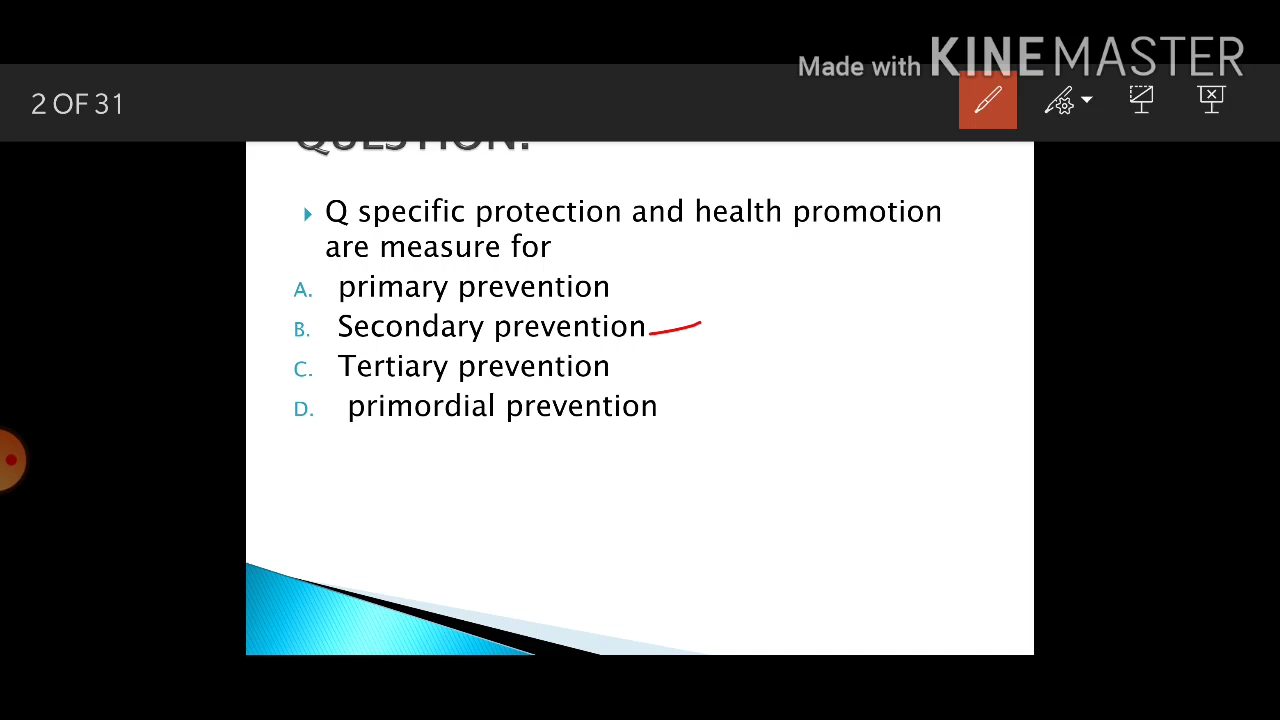 Made with KINEMASTER
2 OF 31
QUESTION:
Q specific protection and health promotion
are measure for
A. primary prevention
B. Secondary prevention
C. Tertiary prevention
D. primordial prevention